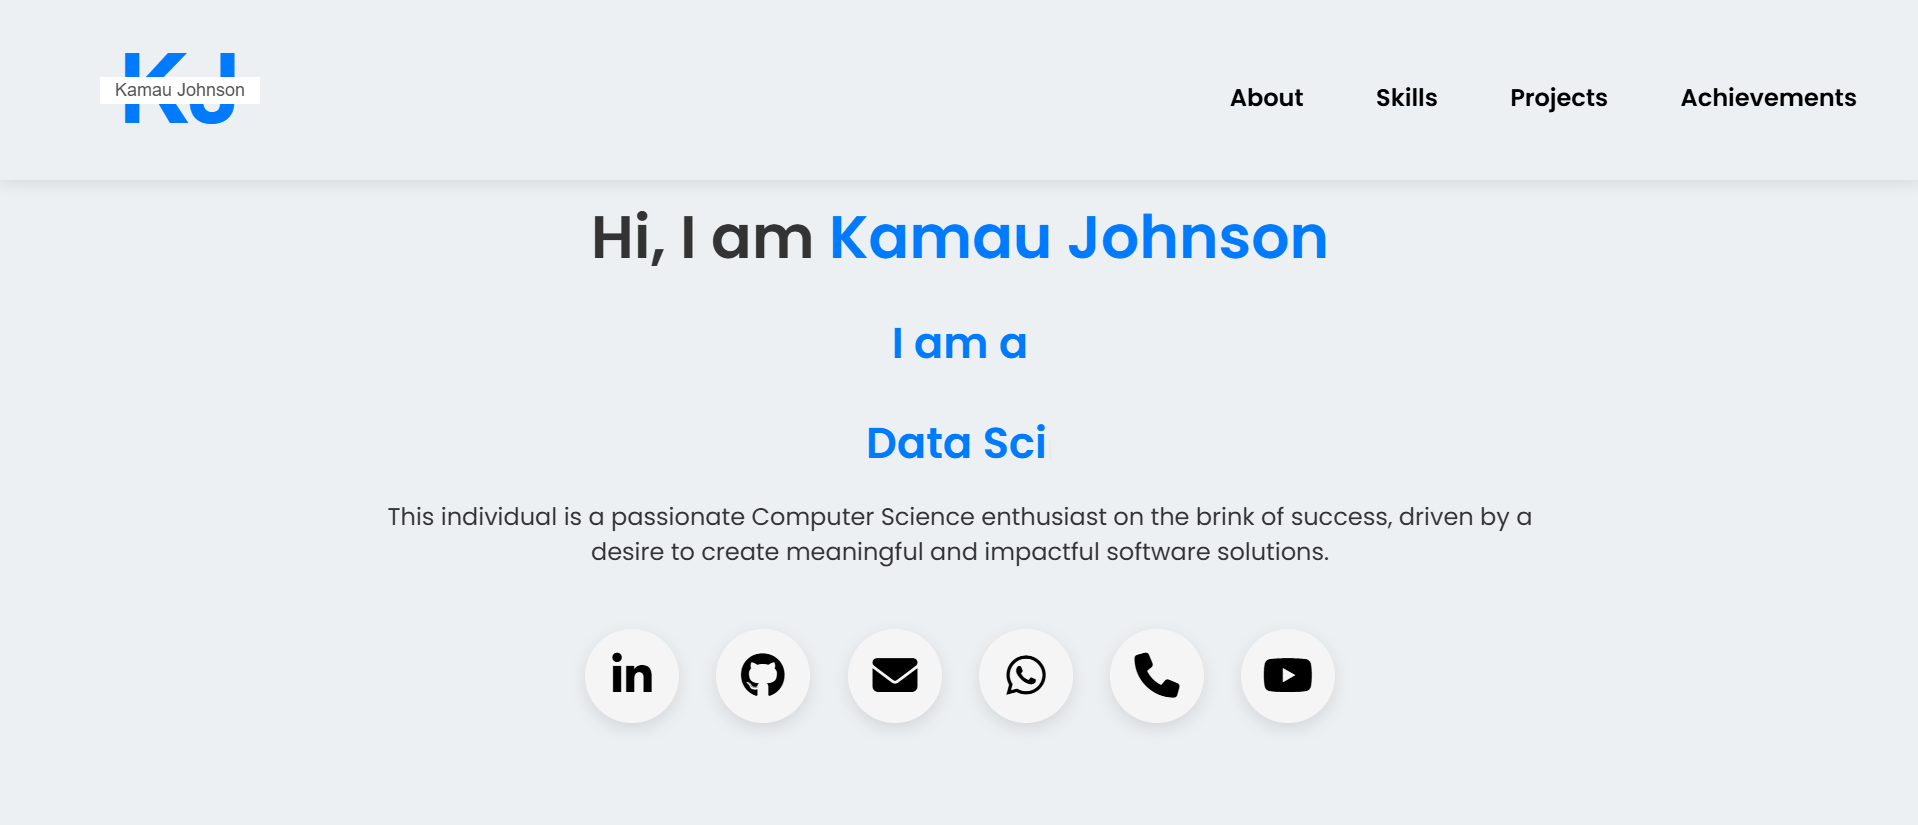 KJ
Kamau Johnson
About Skills Projects Achievements
Hi, I am Kamau Johnson
I am a
Data Sci
This individual is a passionate Computer Science enthusiast on the brink of success, driven by a
desire to create meaningful and impactful software solutions.
in